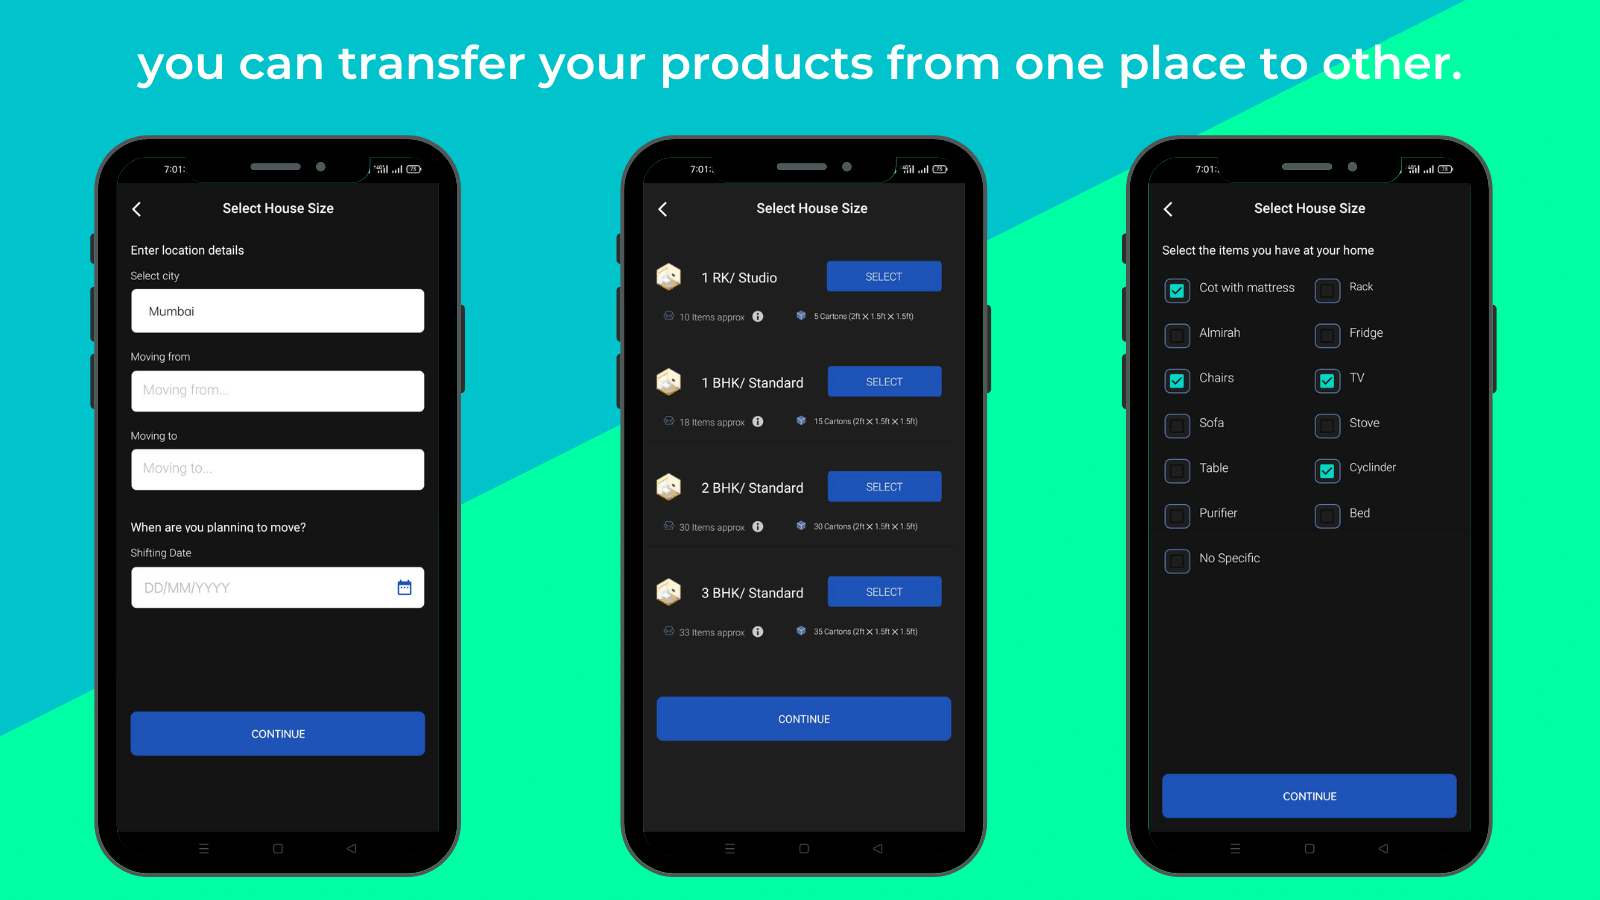 you can transfer your products from one place to other.
7:01:
75
Select House Size
Enter location details
Select city
Mumbai
Moving from
Moving from...
Moving to
Moving to...
When are you planning to move?
Shifting Date
DD/MM/YYYY
CONTINUE
7:01:
75
Select House Size
1 RK/ Studio SELECT
10 Items approx 5 Cartons (2ft X 1.5ft X 1.5ft)
1 BHK/ Standard SELECT
18 Items approx 15 Cartons (2ft X 1.5ft X 1.5ft)
2 BHK/ Standard SELECT
30 Items approx 30 Cartons (2ft X 1.5ft X 1.5ft)
3 BHK/ Standard SELECT
33 Items approx 35 Cartons (2ft X 1.5ft X 1.5ft)
CONTINUE
7:01:
75
Select House Size
Select the items you have at your home
Cot with mattress Rack
Almirah Fridge
Chairs TV
Sofa Stove
Table Cyclinder
Purifier Bed
No Specific
CONTINUE